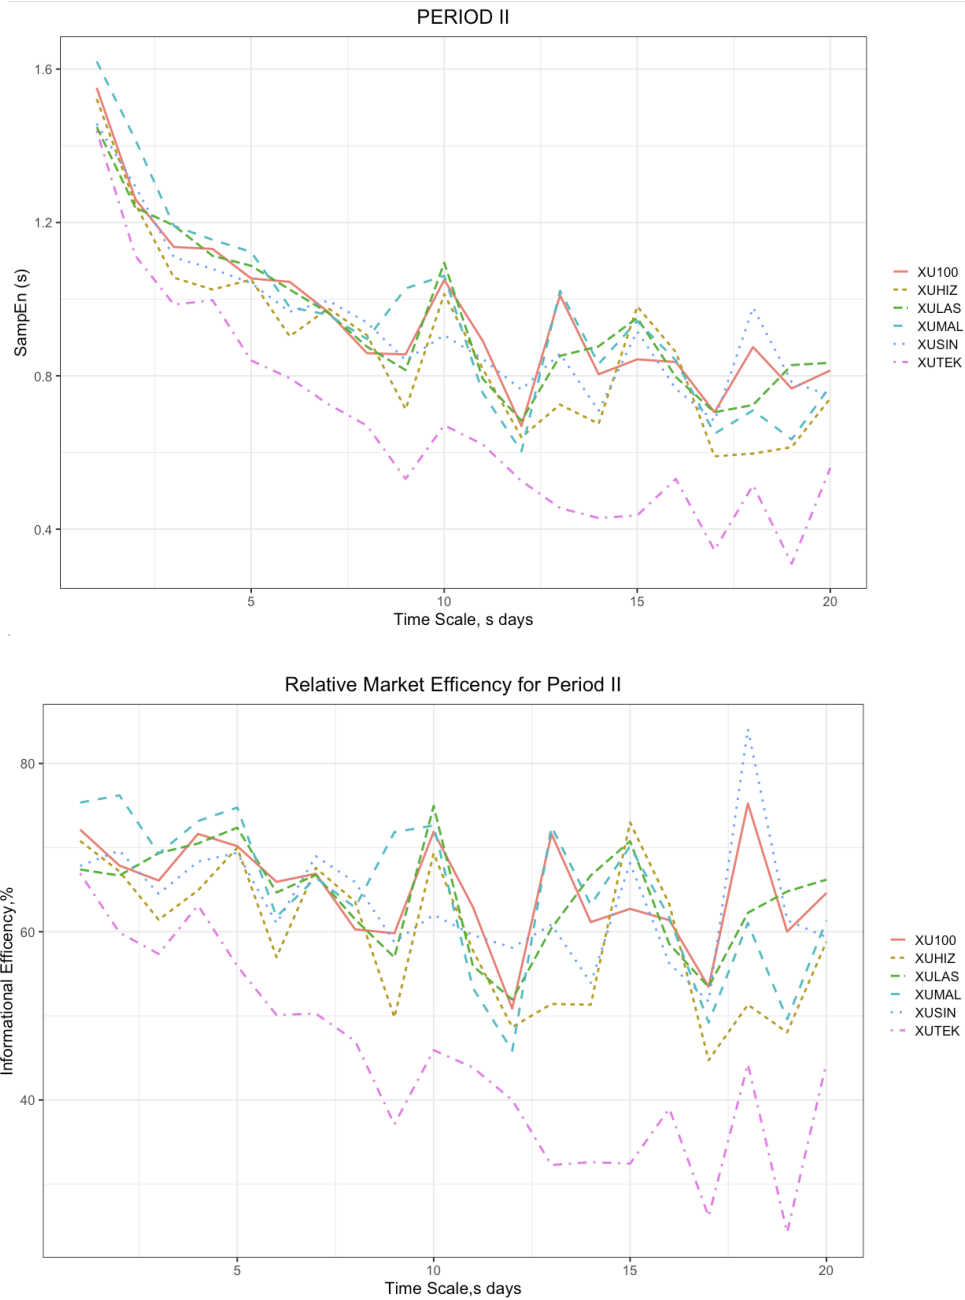 PERIOD II
1.6
1.2
0.8
0.4
SampEn (s)
5
10
15
20
Time Scale, s days
XU100
XUHIZ
XULAS
XUMAL
XUSIN
XUTEK
Relative Market Efficency for Period II
80
60
40
Informational Efficency,%
5
10
15
20
Time Scale,s days
XU100
XUHIZ
XULAS
XUMAL
XUSIN
XUTEK